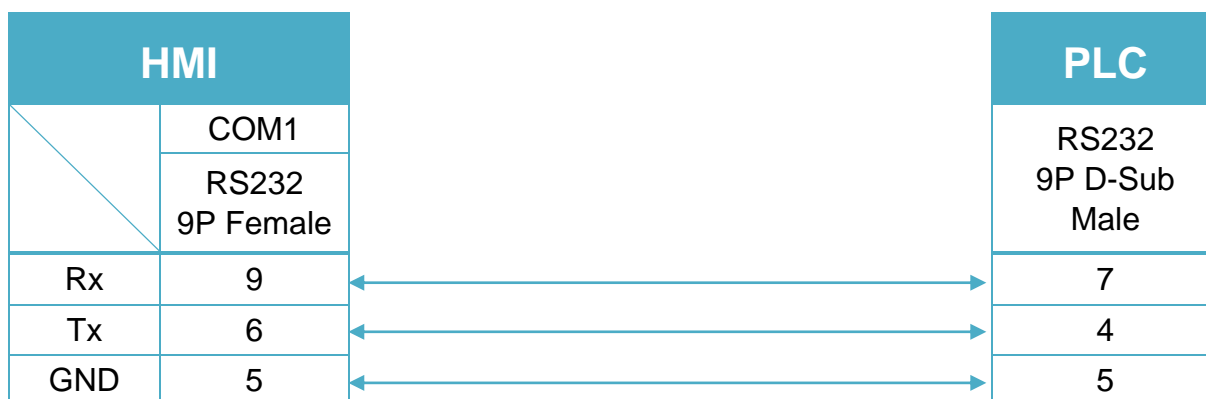 HMI
PLC
COM1
RS232
9P Female
RS232
9P D-Sub
Male
Rx 9 7
Tx 6 4
GND 5 5